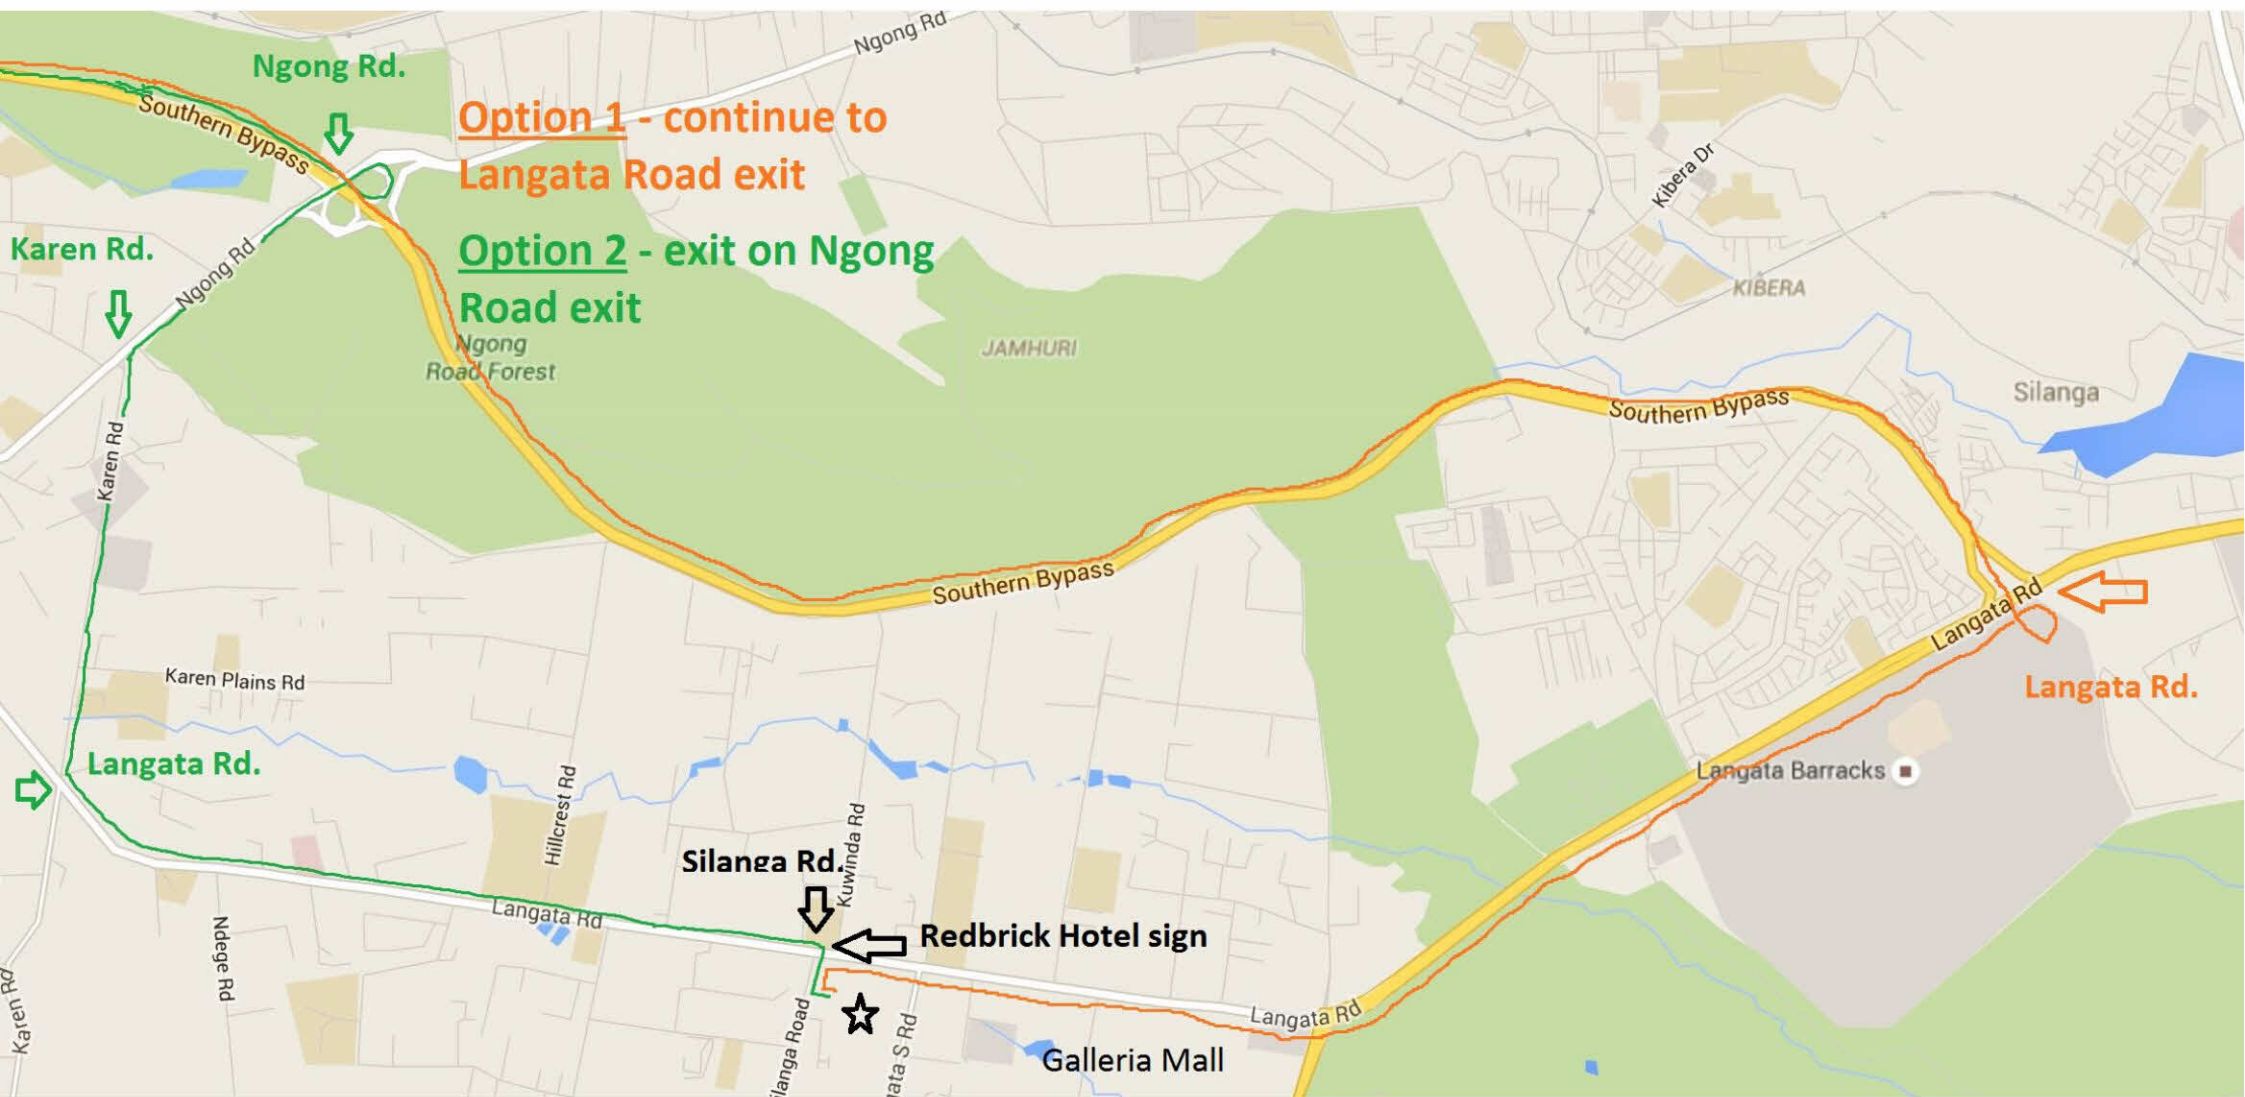 Ngong Rd
Ngong Rd.
Option 1 - continue to
Langata Road exit
Southern Bypass
Kibera Dr
Karen Rd.
Ngong Rd
Option 2 - exit on Ngong
Road exit
KIBERA
Ngong
Road Forest
JAMHURI
Silanga
Southern Bypass
Karen Rd
Southern Bypass
Langata Rd
Karen Plains Rd
Langata Rd.
Langata Rd.
Langata Barracks
Hillcrest Rd
Silanga Rd.
Kuwinda Rd
Langata Rd
Redbrick Hotel sign
Ndege Rd
Karen Rd
Langata Rd
Galleria Mall
ilanga Road
ata S Rd